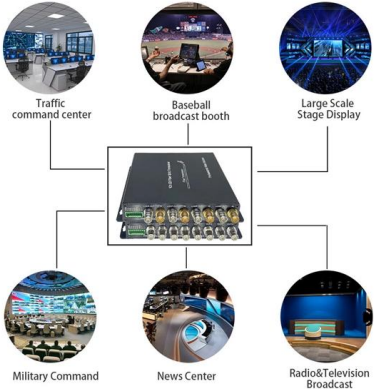 Traffic
command center
Baseball
broadcast booth
Large Scale
Stage Display
Military Command
News Center
Radio&Television
Broadcast